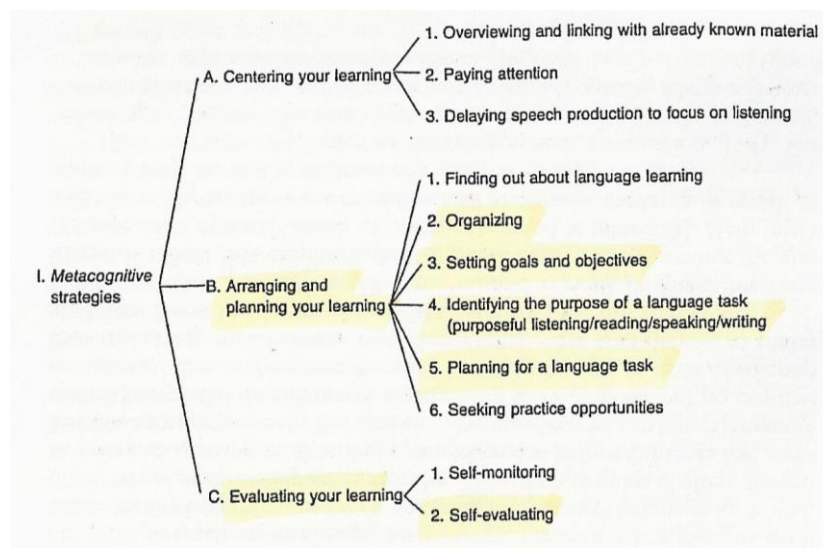 1. Overviewing and linking with already known material
A. Centering your learning
2. Paying attention
3. Delaying speech production to focus on listening
1. Finding out about language learning
2. Organizing
3. Setting goals and objectives
I. Metacognitive
strategies
B. Arranging and
planning your learning
4. Identifying the purpose of a language task
(purposeful listening/reading/speaking/writing
5. Planning for a language task
6. Seeking practice opportunities
1. Self-monitoring
C. Evaluating your learning
2. Self-evaluating